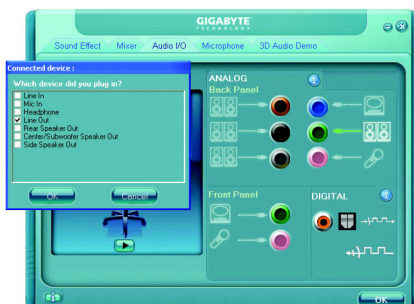 GIGABYTE
TECHNOLOGY
Sound Effect Mixer Audio I/O Microphone 3D Audio Demo
Connected device :
Which device did you plug in?
Line In
Mic In
Headphone
Line Out
Rear Speaker Out
Center/Subwoofer Speaker Out
Side Speaker Out
OK Cancel
ANALOG
Back Panel
Front Panel
DIGITAL
OK